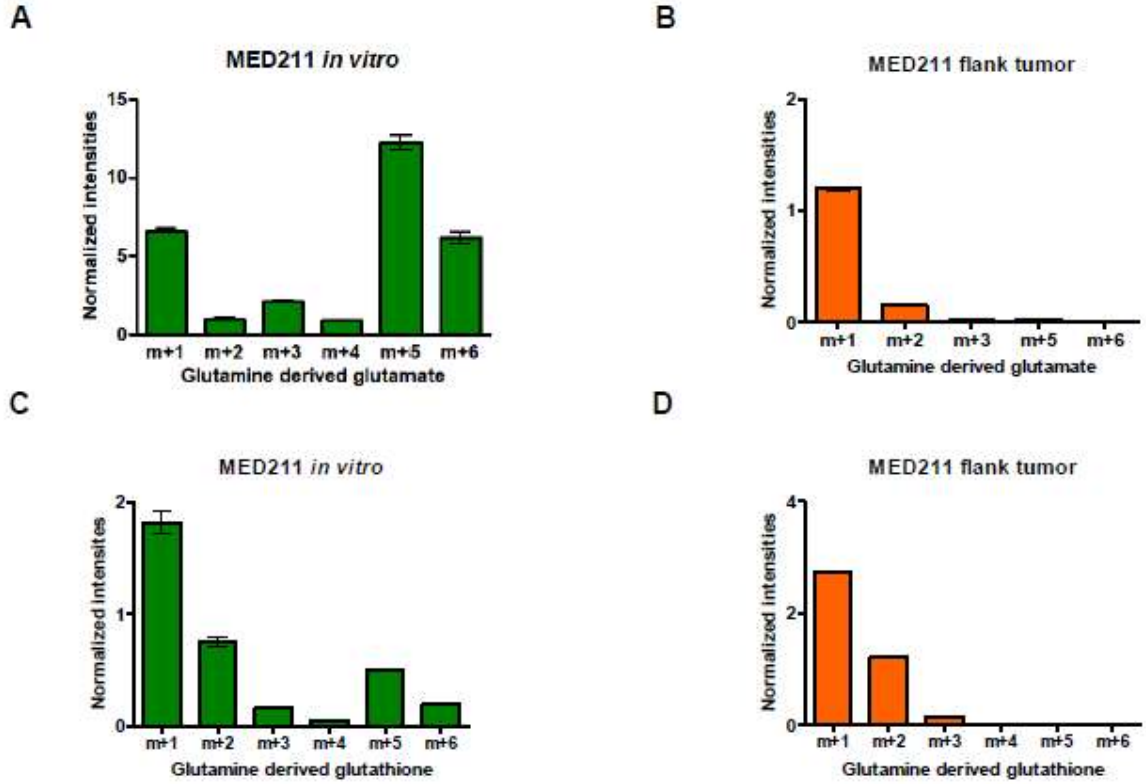 A
MED211 in vitro
Normalized intensities
15
10
5
0
m+1 m+2 m+3 m+4 m+5 m+6
Glutamine derived glutamate
B
MED211 flank tumor
Normalized intensities
2
1
0
m+1 m+2 m+3 m+5 m+6
Glutamine derived glutamate
C
MED211 in vitro
Normalized intensites
2
1
0
m+1 m+2 m+3 m+4 m+5 m+6
Glutamine derived glutathione
D
MED211 flank tumor
Normalized intensities
4
2
0
m+1 m+2 m+3 m+4 m+5 m+6
Glutamine derived glutathione